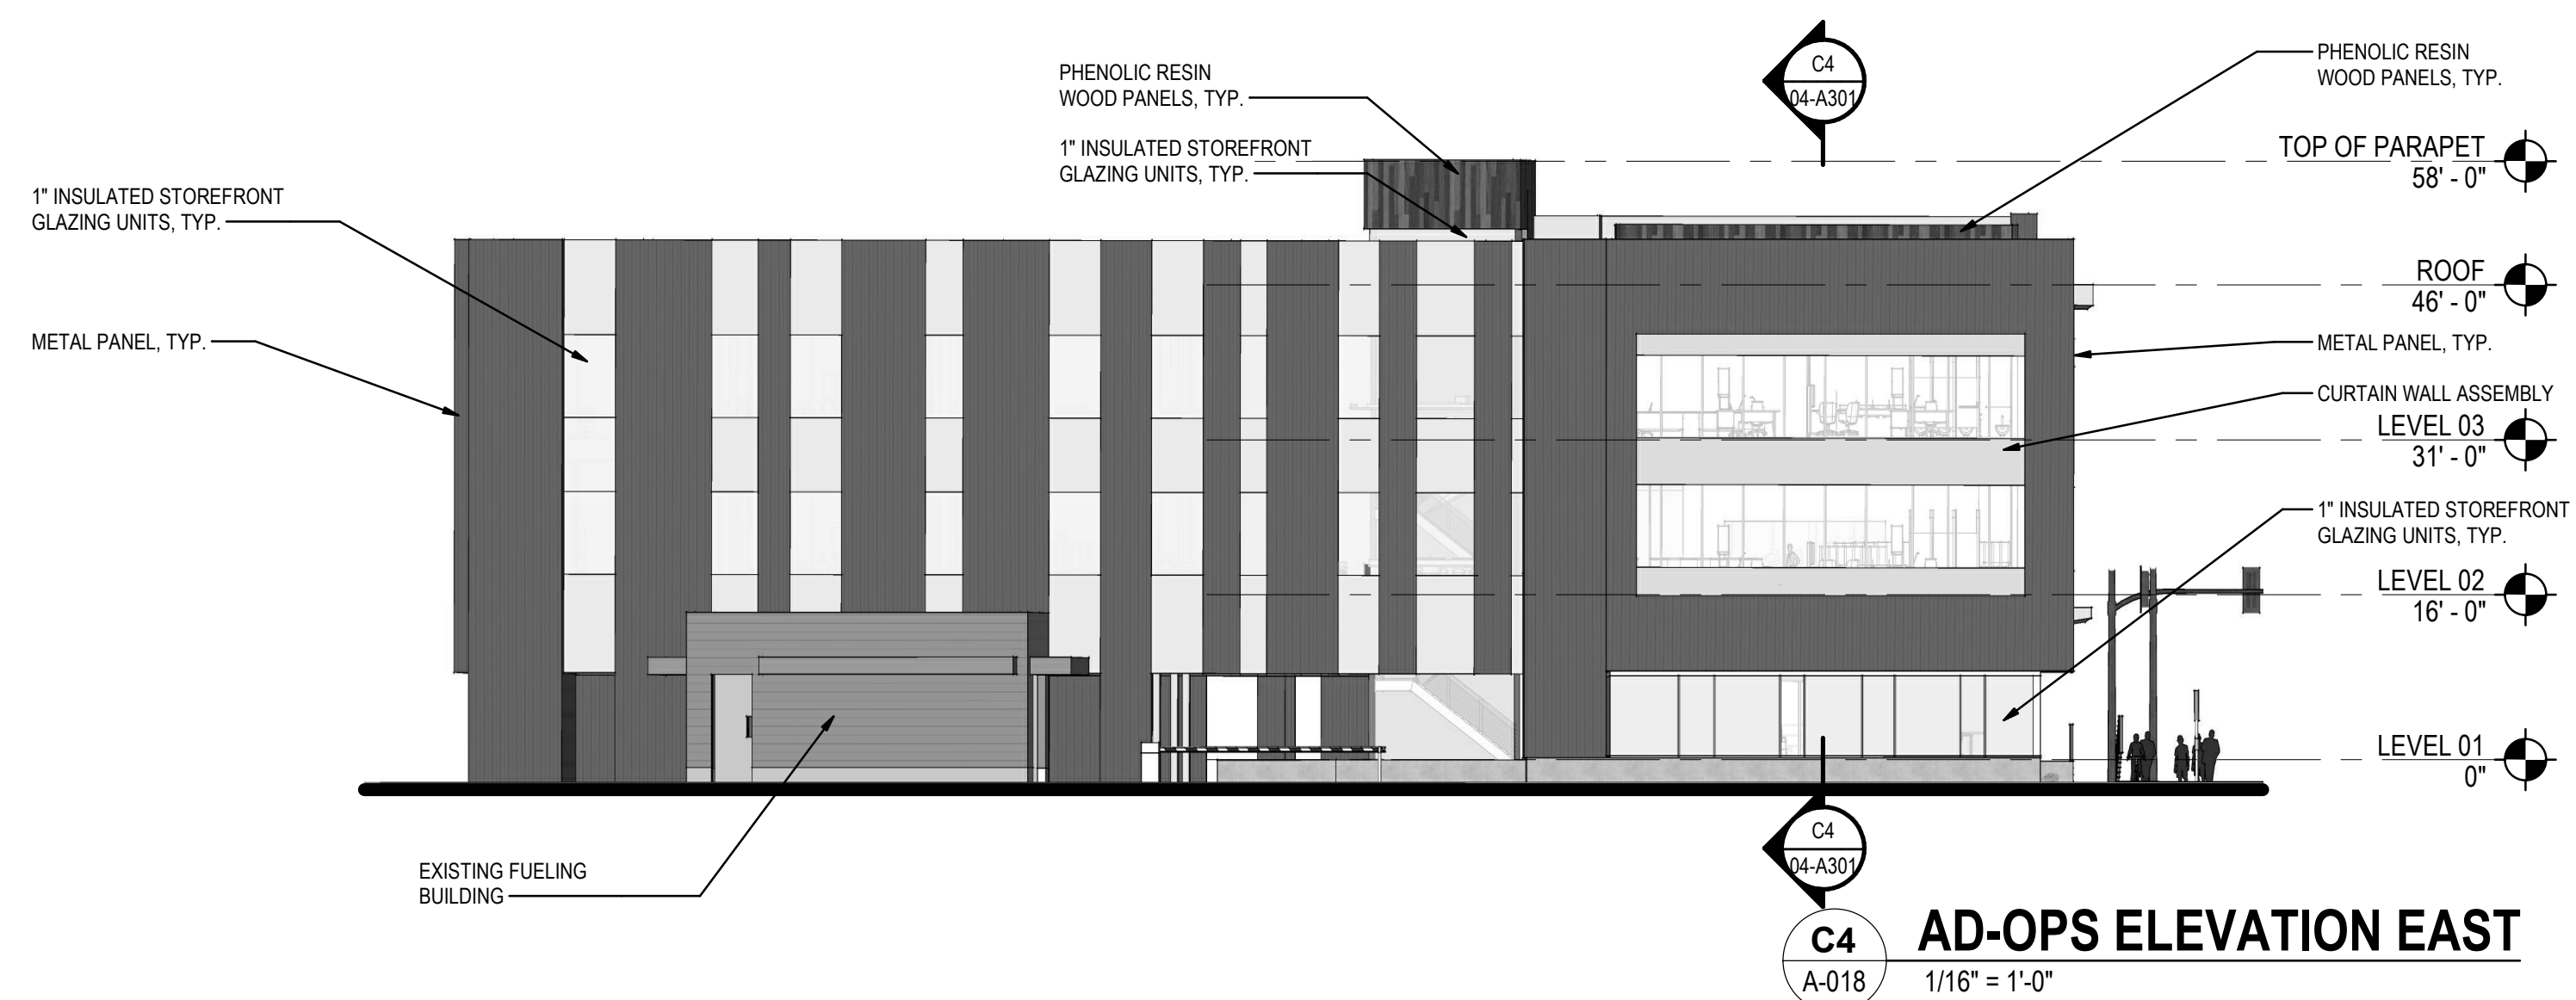 PHENOLIC RESIN
WOOD PANELS, TYP.
1" INSULATED STOREFRONT
GLAZING UNITS, TYP.
1" INSULATED STOREFRONT
GLAZING UNITS, TYP.
METAL PANEL, TYP.
EXISTING FUELING
BUILDING
C4
04-A301
PHENOLIC RESIN
WOOD PANELS, TYP.
TOP OF PARAPET
58' - 0"
ROOF
46' - 0"
METAL PANEL, TYP.
CURTAIN WALL ASSEMBLY
LEVEL 03
31' - 0"
1" INSULATED STOREFRONT
GLAZING UNITS, TYP.
LEVEL 02
16' - 0"
LEVEL 01
0"
C4
04-A301
C4
A-018
AD-OPS ELEVATION EAST
1/16" = 1'-0"